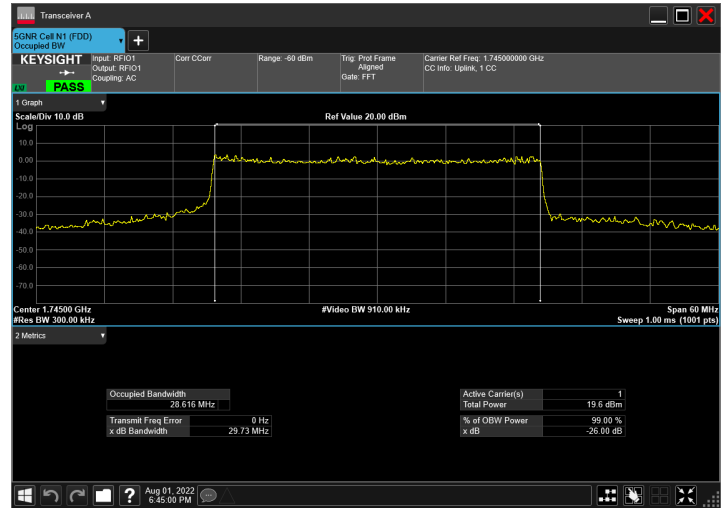 Transceiver A
5GNR Cell N1 (FDD)
Occupied BW
KEYSIGHT
Input: RFIO1
Output: RFIO1
Coupling: AC
Corr CCorr
Range: -60 dBm
Trig: Prot Frame
Aligned
Gate: FFT
Carrier Ref Freq: 1.745000000 GHz
CC Info: Uplink, 1 CC
PASS
1 Graph
Scale/Div 10.0 dB
Ref Value 20.00 dBm
Log
10.0
0.00
-10.0
-20.0
-30.0
-40.0
-50.0
-60.0
-70.0
Center 1.74500 GHz
#Video BW 910.00 kHz
Span 60 MHz
#Res BW 300.00 kHz
Sweep 1.00 ms (1001 pts)
2 Metrics
Occupied Bandwidth
28.616 MHz
Transmit Freq Error 0 Hz
x dB Bandwidth 29.73 MHz
Active Carrier(s) 1
Total Power 19.6 dBm
% of OBW Power 99.00 %
x dB -26.00 dB
Aug 01, 2022
6:45:00 PM